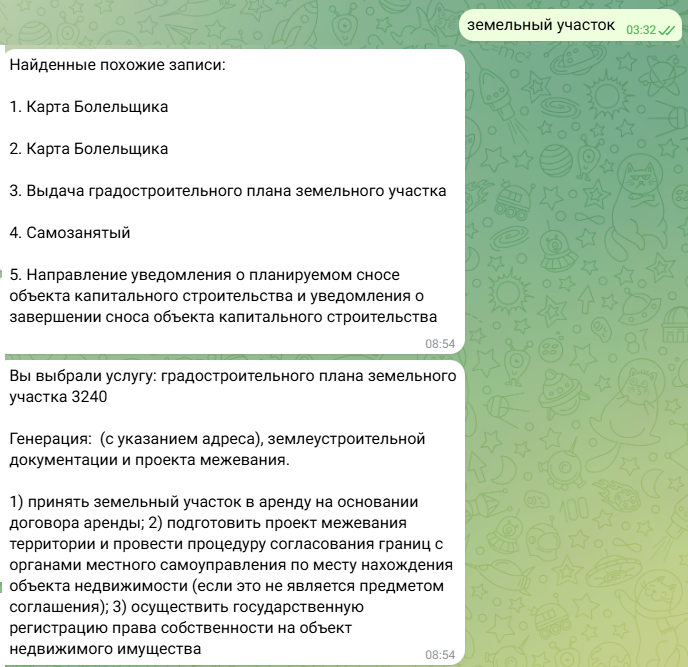 земельный участок 03:32
Найденные похожие записи:
1. Карта Болельщика
2. Карта Болельщика
3. Выдача градостроительного плана земельного участка
4. Самозанятый
5. Направление уведомления о планируемом сносе
объекта капитального строительства и уведомления о
завершении сноса объекта капитального строительства
08:54
Вы выбрали услугу: градостроительного плана земельного
участка 3240
Генерация:  (с указанием адреса), землеустроительной
документации и проекта межевания.
1) принять земельный участок в аренду на основании
договора аренды; 2) подготовить проект межевания
территории и провести процедуру согласования границ с
органами местного самоуправления по месту нахождения
объекта недвижимости (если это не является предметом
соглашения); 3) осуществить государственную
регистрацию права собственности на объект
недвижимого имущества
08:54